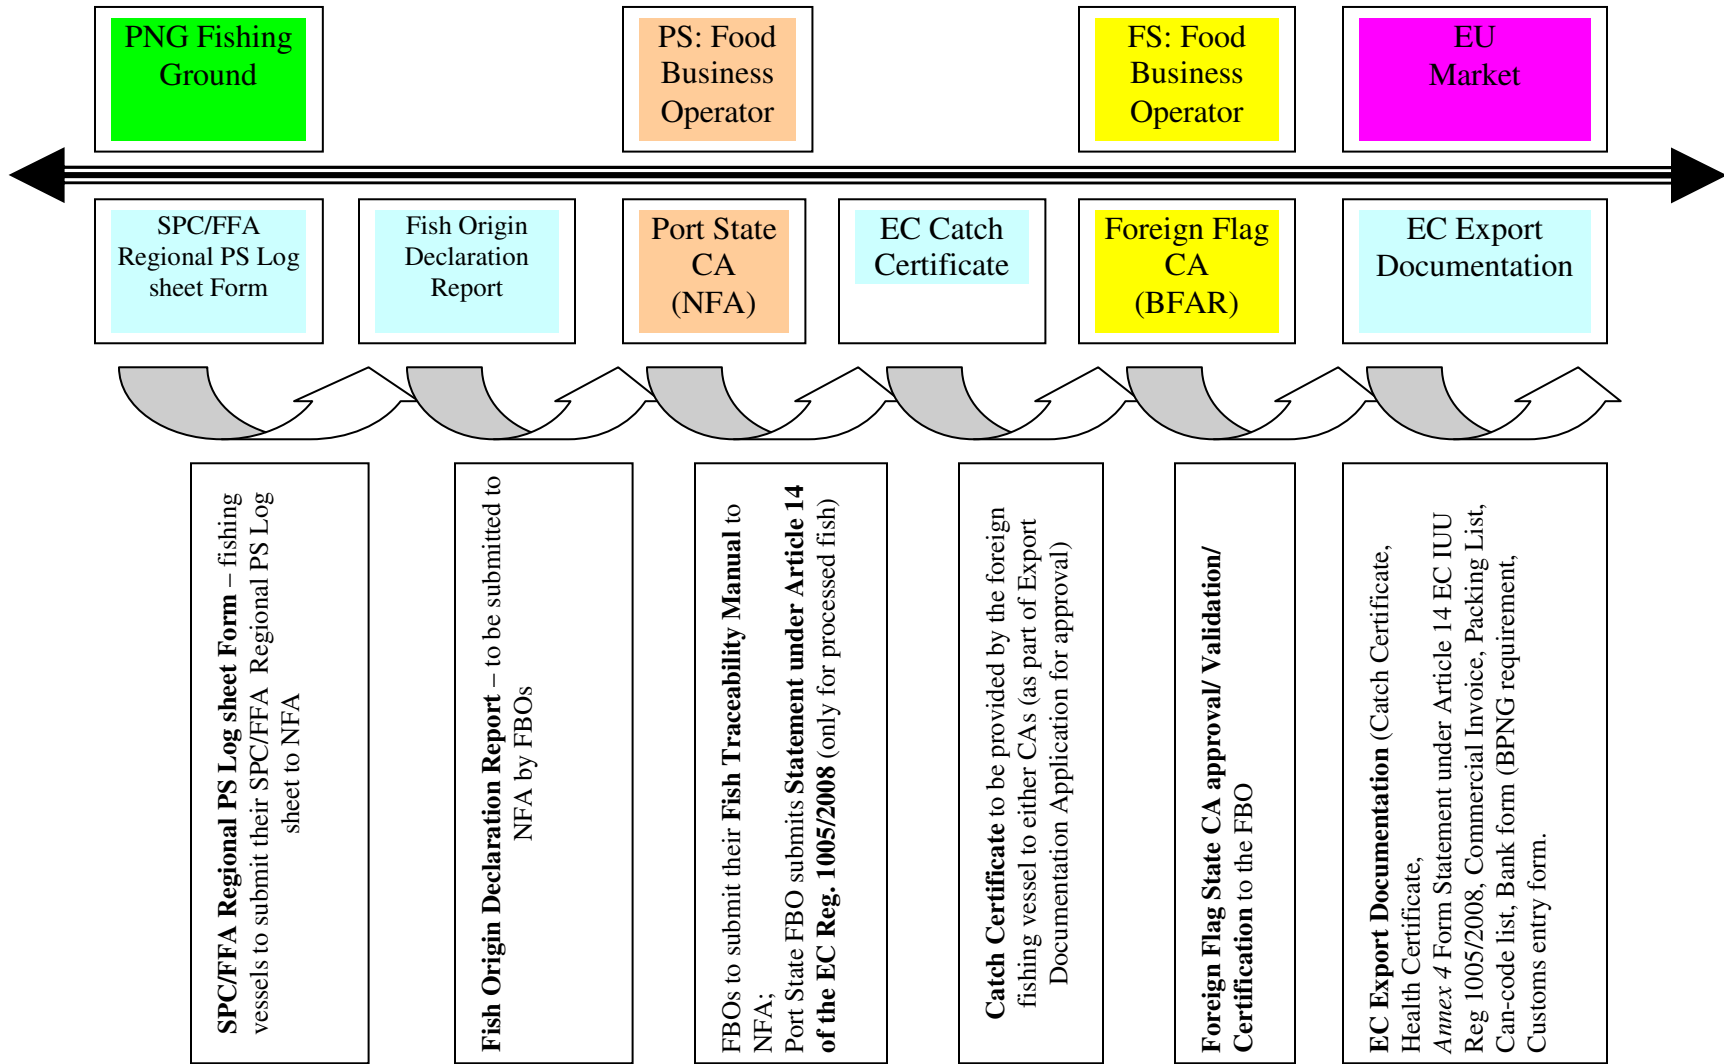 PNG Fishing
Ground
PS: Food
Business
Operator
FS: Food
Business
Operator
EU
Market
SPC/FFA
Regional PS Log
sheet Form
Fish Origin
Declaration
Report
Port State
CA
(NFA)
EC Catch
Certificate
Foreign Flag
CA
(BFAR)
EC Export
Documentation
SPC/FFA Regional PS Log sheet Form – fishing
vessels to submit their SPC/FFA Regional PS Log
sheet to NFA
Fish Origin Declaration Report – to be submitted to
NFA by FBOs
FBOs to submit their Fish Traceability Manual to
NFA;
Port State FBO submits Statement under Article 14
of the EC Reg. 1005/2008 (only for processed fish)
Catch Certificate to be provided by the foreign
fishing vessel to either CAs (as part of Export
Documentation Application for approval)
Foreign Flag State CA approval/ Validation/
Certification to the FBO
EC Export Documentation (Catch Certificate,
Health Certificate,
Annex 4 Form Statement under Article 14 EC IUU
Reg 1005/2008, Commercial Invoice, Packing List,
Can-code list, Bank form (BPNG requirement,
Customs entry form.